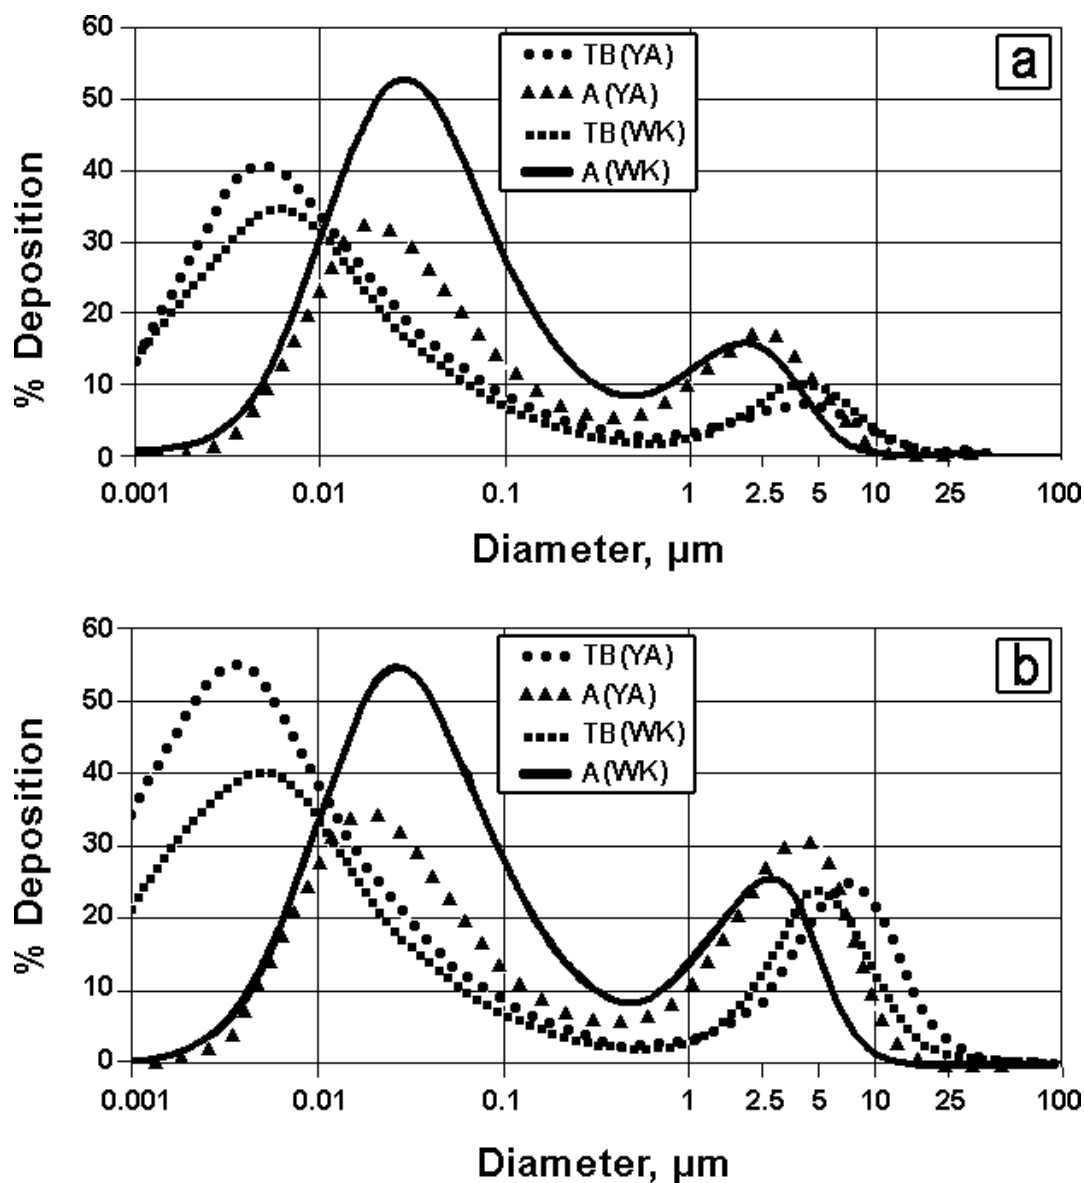 60
50
40
30
20
10
0
% Deposition
TB(YA)
A(YA)
TB(WK)
A(WK)
a
0.001 0.01 0.1 1 2.5 5 10 25 100
Diameter, µm
60
50
40
30
20
10
0
% Deposition
TB(YA)
A(YA)
TB(WK)
A(WK)
b
0.001 0.01 0.1 1 2.5 5 10 25 100
Diameter, µm